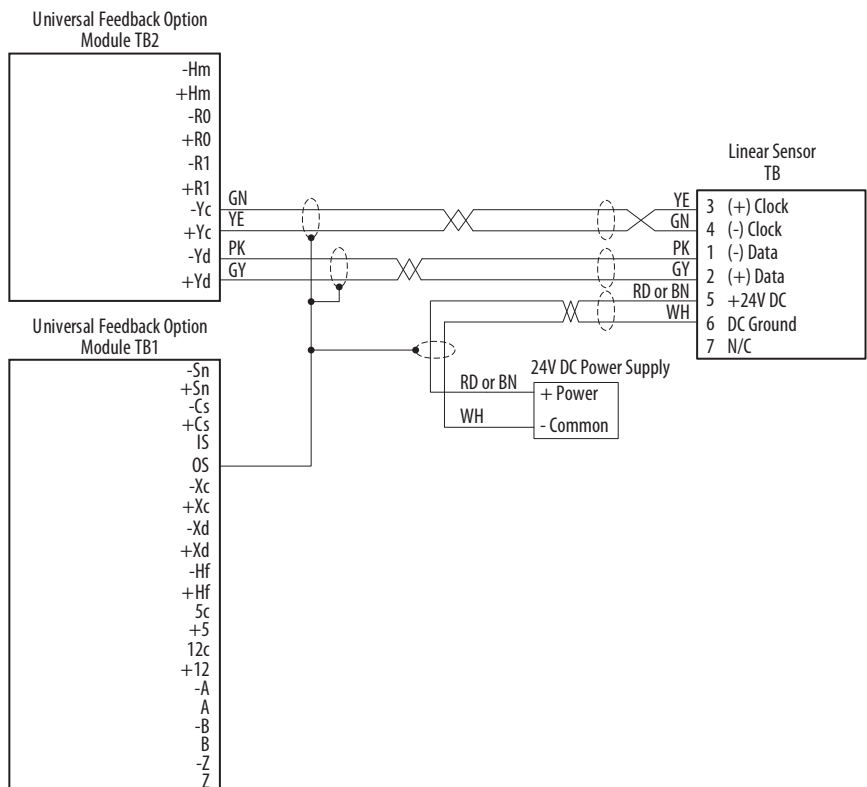 Universal Feedback Option
Module TB2
-Hm
+Hm
-R0
+R0
-R1
+R1
-Yc
+Yc
-Yd
+Yd
GN
YE
PK
GY
Linear Sensor
TB
YE
GN
PK
GY
RD or BN
WH
3 (+) Clock
4 (-) Clock
1 (-) Data
2 (+) Data
5 +24V DC
6 DC Ground
7 N/C
24V DC Power Supply
RD or BN
WH
+ Power
- Common
Universal Feedback Option
Module TB1
-Sn
+Sn
-Cs
+Cs
IS
OS
-Xc
+Xc
-Xd
+Xd
-Hf
+Hf
5c
+5
12c
+12
-A
A
-B
B
-Z
Z